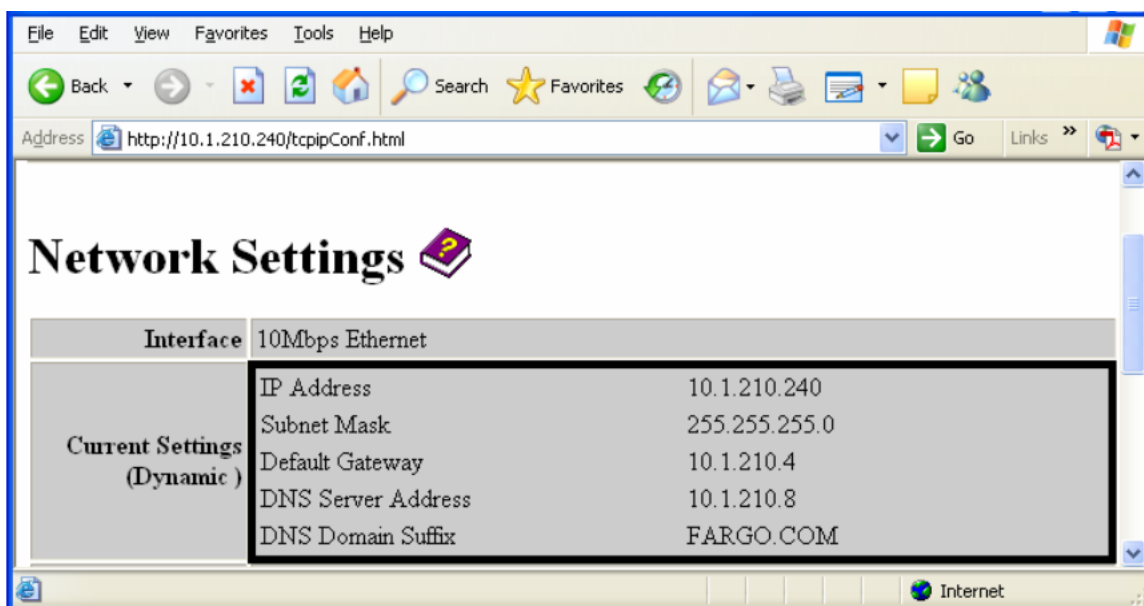 File Edit View Favorites Tools Help
Back Search Favorites
Address http://10.1.210.240/tcpipConf.html Go Links »
Network Settings ?
Interface 10Mbps Ethernet
Current Settings (Dynamic )
IP Address 10.1.210.240
Subnet Mask 255.255.255.0
Default Gateway 10.1.210.4
DNS Server Address 10.1.210.8
DNS Domain Suffix FARGO.COM
Internet